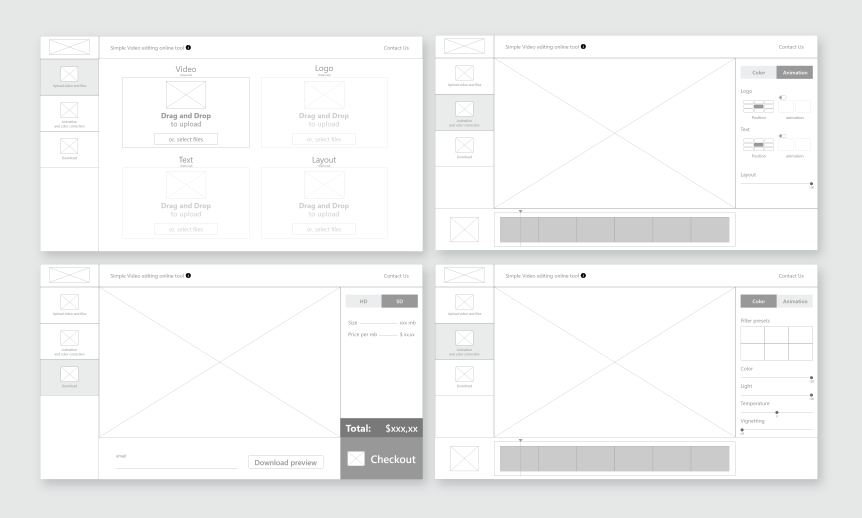 Simple Video editing online tool
Contact Us
Upload video and files
Animation
and color correction
Download
Video
Drag and Drop
to upload
or, select files
Logo
Drag and Drop
to upload
or, select files
Text
Drag and Drop
to upload
or, select files
Layout
Drag and Drop
to upload
or, select files
Simple Video editing online tool
Contact Us
Upload video and files
Animation
and color correction
Download
Color
Animation
Logo
Position
animation
Text
Position
animation
Layout
Simple Video editing online tool
Contact Us
Upload video and files
Animation
and color correction
Download
HD
SD
Size
xxx mb
Price per mb
$ xx,xx
Total: $xxx,xx
email
Download preview
Checkout
Simple Video editing online tool
Contact Us
Upload video and files
Animation
and color correction
Download
Color
Animation
Filter presets
Color
Light
Temperature
Vignetting